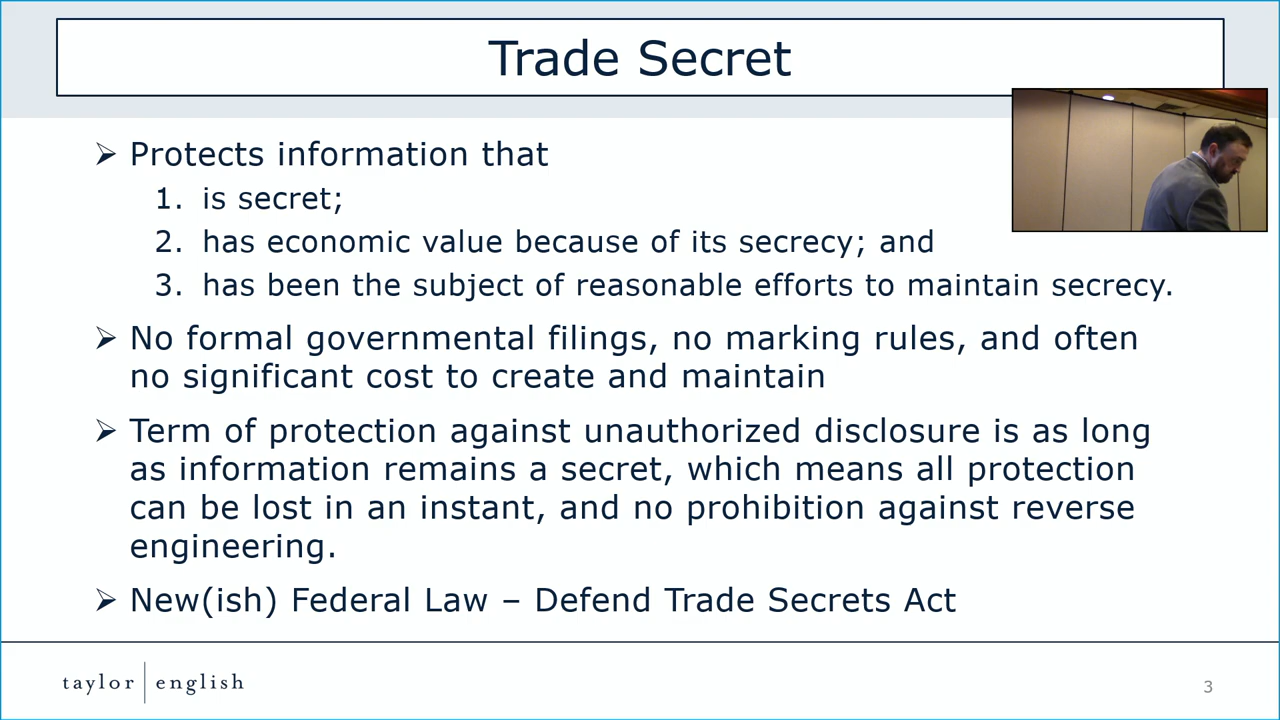 Trade Secret
➢ Protects information that
1. is secret;
2. has economic value because of its secrecy; and
3. has been the subject of reasonable efforts to maintain secrecy.
➢ No formal governmental filings, no marking rules, and often
no significant cost to create and maintain
➢ Term of protection against unauthorized disclosure is as long
as information remains a secret, which means all protection
can be lost in an instant, and no prohibition against reverse
engineering.
➢ New(ish) Federal Law – Defend Trade Secrets Act
taylor | english
3